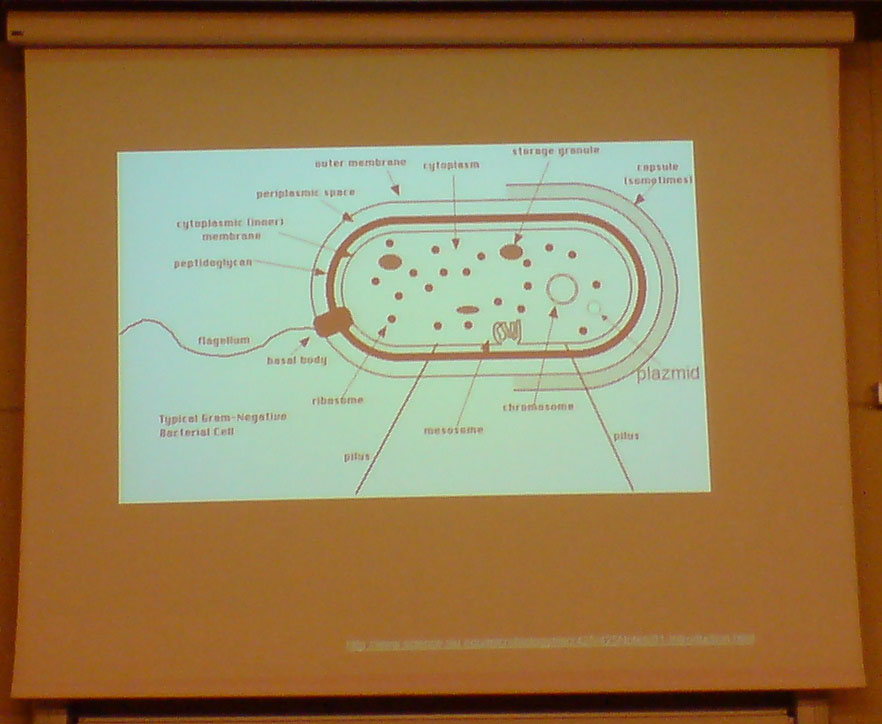 storage granule
outer membrane
cytoplasm
capsule
(sometimes)
periplasmic space
cytoplasmic (inner)
membrane
peptidoglycan
flagellum
basal body
plazmid
ribosome
chromosome
Typical Gram-Negative
Bacterial Cell
mesosome
pilus
pilus